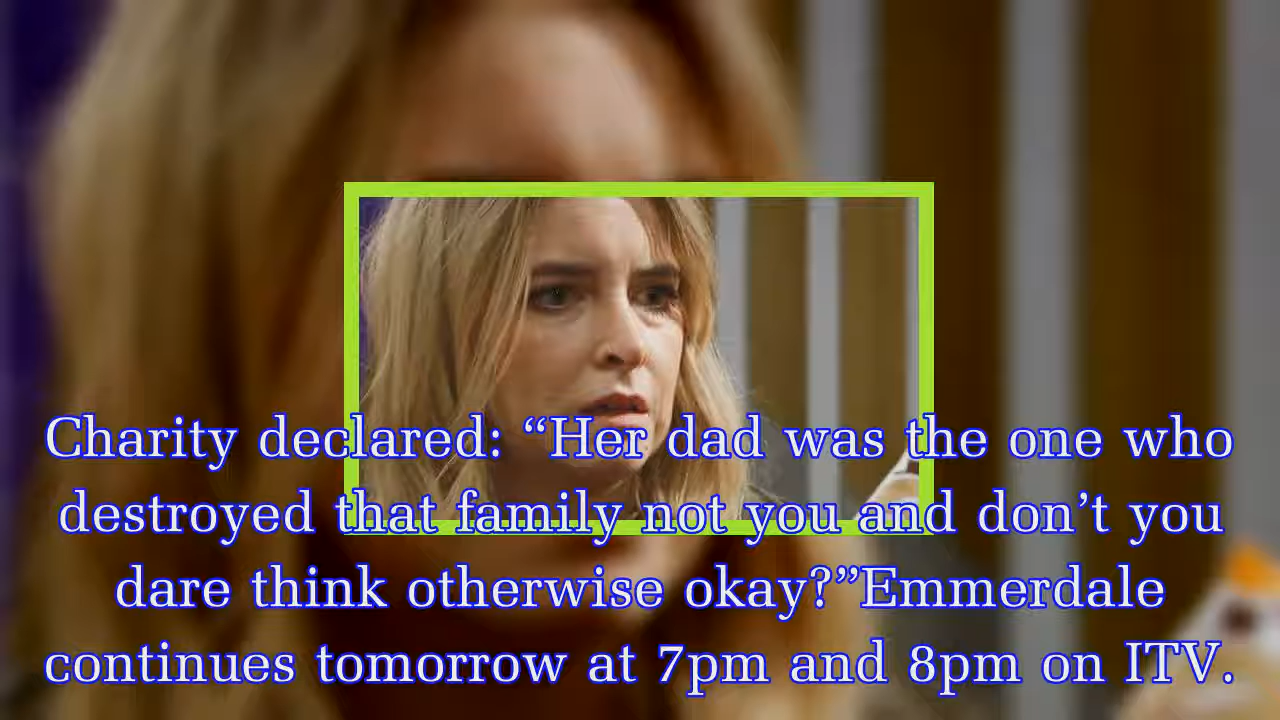 Charity declared: “Her dad was the one who
destroyed that family not you and don’t you
dare think otherwise okay?”Emmerdale
continues tomorrow at 7pm and 8pm on ITV.